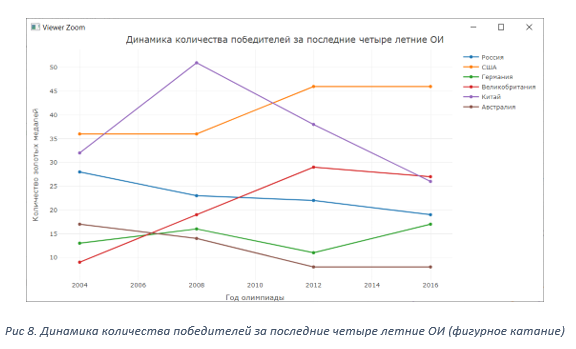 Viewer Zoom
Динамика количества победителей за последние четыре летние ОИ
Количество золотых медалей
50
45
40
35
30
25
20
15
10
2004
2006
2008
2010
2012
2014
2016
Год олимпиады
Россия
США
Германия
Великобритания
Китай
Австралия
Рис 8. Динамика количества победителей за последние четыре летние ОИ (фигурное катание)